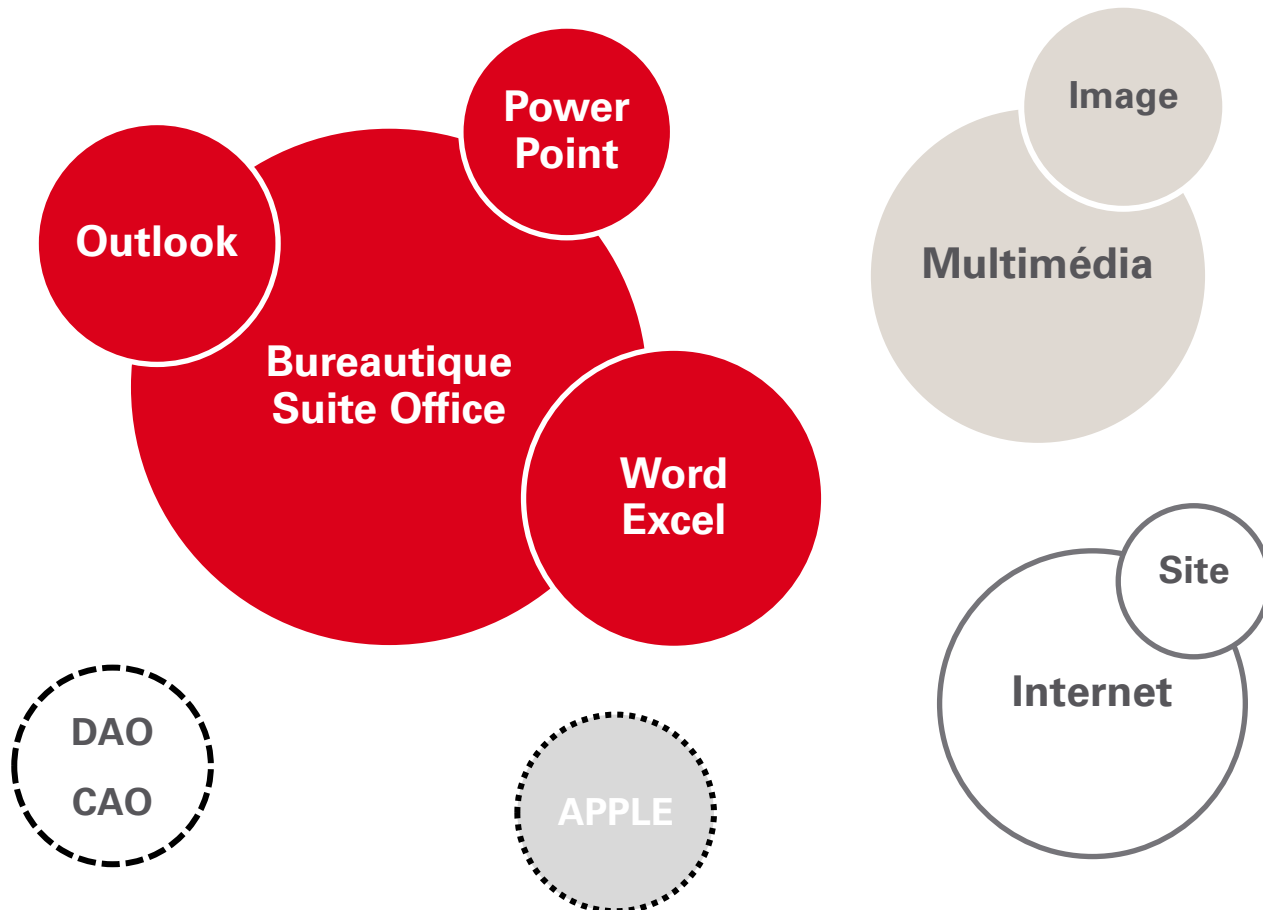 Power
Point
Outlook
Bureautique
Suite Office
Word
Excel
Image
Multimédia
Site
Internet
DAO
CAO
APPLE